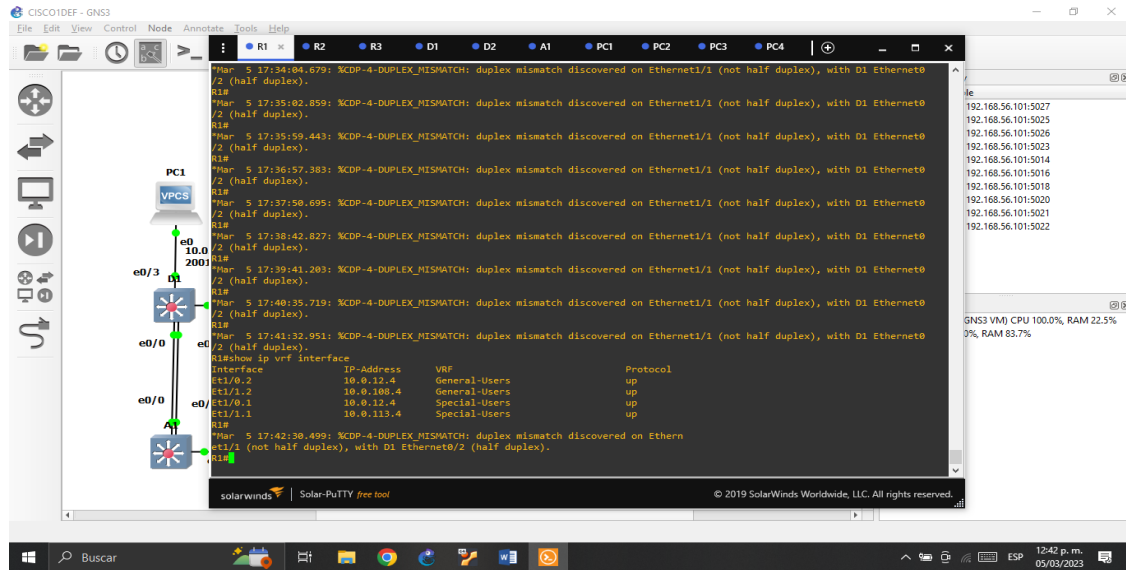 CISCO1DEF - GNS3
File Edit View Control Node Annotate Tools Help
R1 × R2 R3 D1 D2 A1 PC1 PC2 PC3 PC4
*Mar 5 17:34:04.679: %CDP-4-DUPLEX_MISMATCH: duplex mismatch discovered on Ethernet1/1 (not half duplex), with D1 Ethernet0
/2 (half duplex).
R1#
*Mar 5 17:35:02.859: %CDP-4-DUPLEX_MISMATCH: duplex mismatch discovered on Ethernet1/1 (not half duplex), with D1 Ethernet0
/2 (half duplex).
R1#
*Mar 5 17:35:59.443: %CDP-4-DUPLEX_MISMATCH: duplex mismatch discovered on Ethernet1/1 (not half duplex), with D1 Ethernet0
/2 (half duplex).
R1#
*Mar 5 17:36:57.383: %CDP-4-DUPLEX_MISMATCH: duplex mismatch discovered on Ethernet1/1 (not half duplex), with D1 Ethernet0
/2 (half duplex).
R1#
*Mar 5 17:37:50.695: %CDP-4-DUPLEX_MISMATCH: duplex mismatch discovered on Ethernet1/1 (not half duplex), with D1 Ethernet0
/2 (half duplex).
R1#
*Mar 5 17:38:42.827: %CDP-4-DUPLEX_MISMATCH: duplex mismatch discovered on Ethernet1/1 (not half duplex), with D1 Ethernet0
/2 (half duplex).
R1#
*Mar 5 17:39:41.203: %CDP-4-DUPLEX_MISMATCH: duplex mismatch discovered on Ethernet1/1 (not half duplex), with D1 Ethernet0
/2 (half duplex).
R1#
*Mar 5 17:40:35.719: %CDP-4-DUPLEX_MISMATCH: duplex mismatch discovered on Ethernet1/1 (not half duplex), with D1 Ethernet0
/2 (half duplex).
R1#
*Mar 5 17:41:32.951: %CDP-4-DUPLEX_MISMATCH: duplex mismatch discovered on Ethernet1/1 (not half duplex), with D1 Ethernet0
/2 (half duplex).
R1#show ip vrf interface
Interface IP-Address VRF Protocol
Et1/0.2 10.0.12.4 General-Users up
Et1/1.2 10.0.108.4 General-Users up
Et1/0.1 10.0.12.4 Special-Users up
Et1/1.1 10.0.113.4 Special-Users up
R1#
*Mar 5 17:42:30.499: %CDP-4-DUPLEX_MISMATCH: duplex mismatch discovered on Ethern
et1/1 (not half duplex), with D1 Ethernet0/2 (half duplex).
R1#
solarwinds Solar-PuTTY free tool
© 2019 SolarWinds Worldwide, LLC. All rights reserved.
PC1
VPCS
e0
10.0
2001
e0/3
D1
e0/0
e0
e0/0
e0/
A1
192.168.56.101:5027
192.168.56.101:5025
192.168.56.101:5026
192.168.56.101:5023
192.168.56.101:5014
192.168.56.101:5016
192.168.56.101:5018
192.168.56.101:5020
192.168.56.101:5021
192.168.56.101:5022
GNS3 VM) CPU 100.0%, RAM 22.5%
0%, RAM 83.7%
Buscar
ESP
12:42 p. m.
05/03/2023